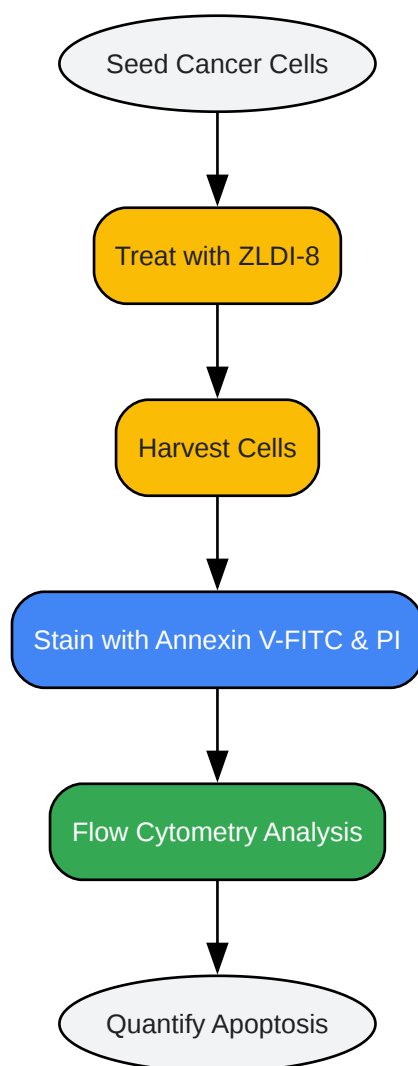 Seed Cancer Cells
Treat with ZLDI-8
Harvest Cells
Stain with Annexin V-FITC & PI
Flow Cytometry Analysis
Quantify Apoptosis